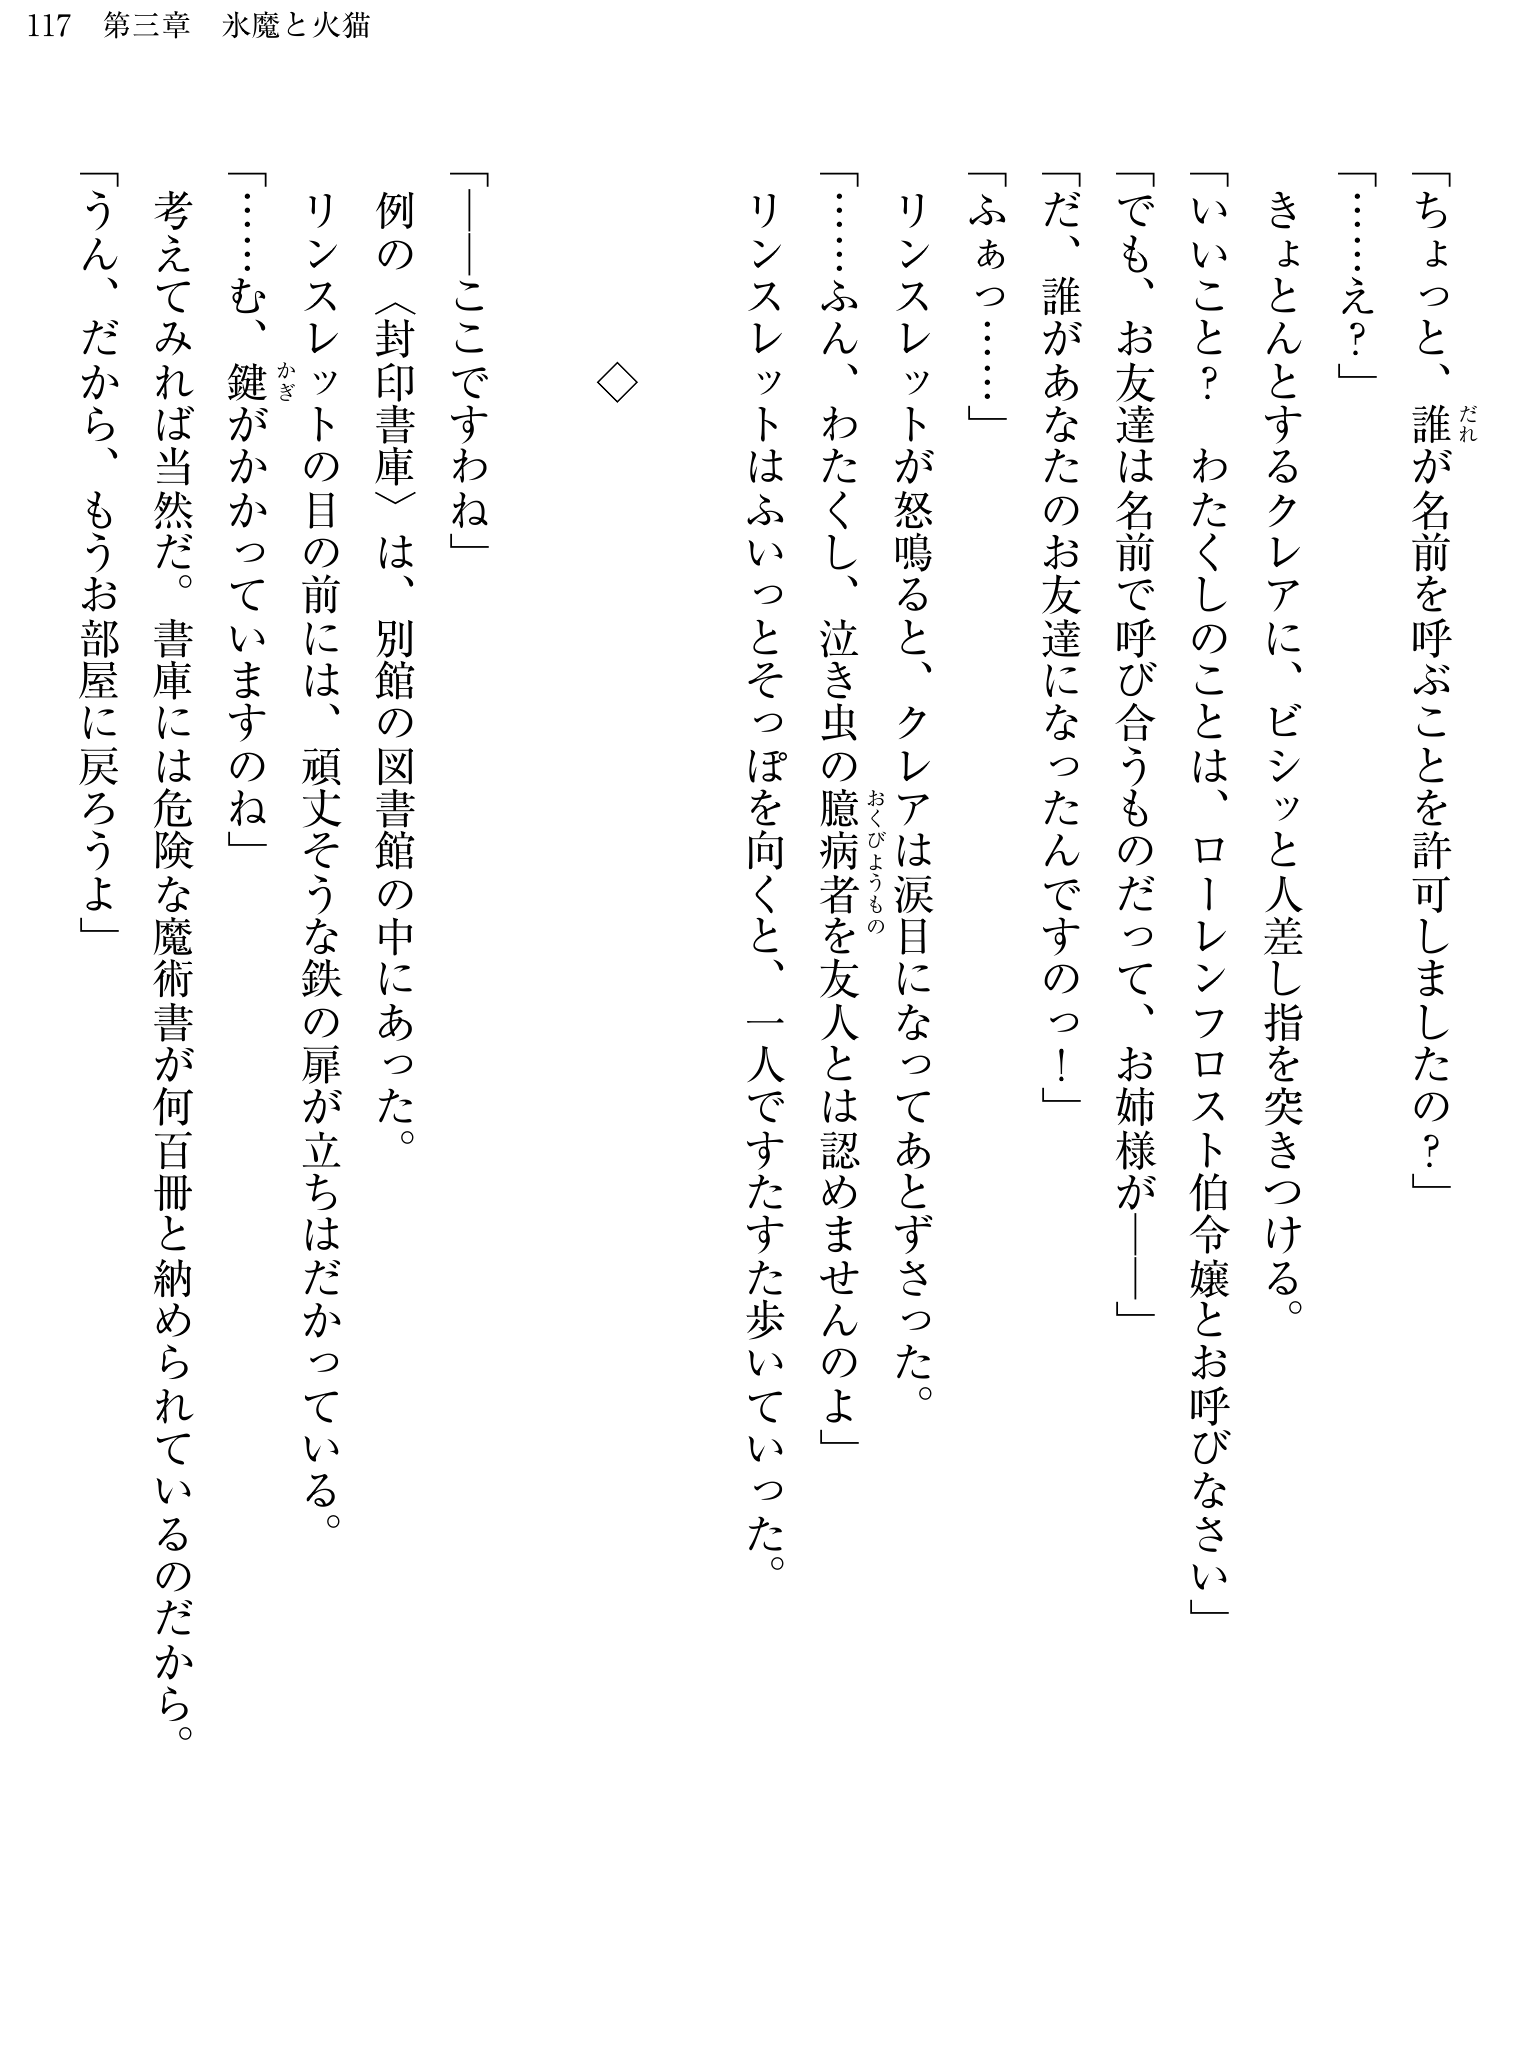 117　第三章　氷魔と火猫
「ちょっと、誰が名前を呼ぶことを許可しましたの?」
だれ
「……え?」
きょとんとするクレアに、ビシッと人差し指を突きつける。
「いいこと?　わたくしのことは、ローレンフロスト伯令嬢とお呼びなさい」
「でも、お友達は名前で呼び合うものだって、お姉様が――」
「だ、誰があなたのお友達になったんですのっ!」
「ふぁっ……」
リンスレットが怒鳴ると、クレアは涙目になってあとずさった。
「……ふん、わたくし、泣き虫の臆病者を友人とは認めませんのよ」
おくびょうもの
リンスレットはふいっとそっぽを向くと、一人ですたすた歩いていった。
◇
「――ここですわね」
例の〈封印書庫〉は、別館の図書館の中にあった。
リンスレットの目の前には、頑丈そうな鉄の扉が立ちはだかっている。
「……む、鍵がかかっていますのね」
かぎ
考えてみれば当然だ。書庫には危険な魔術書が何百冊と納められているのだから。
「うん、だから、もうお部屋に戻ろうよ」